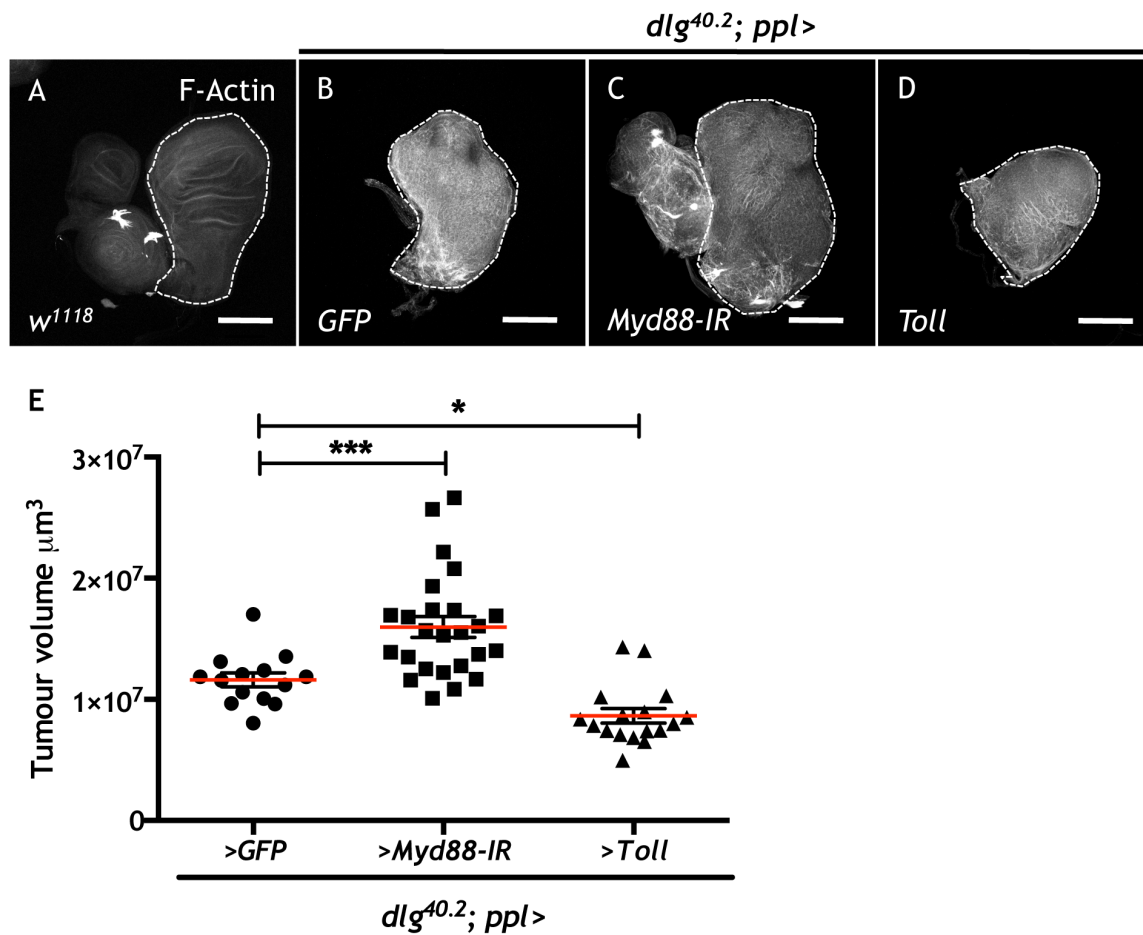 dlg⁴⁰·²; ppl>
A F-Actin B C D
w¹¹¹⁸ GFP Myd88-IR Toll
E
*
***
3×10⁷
2×10⁷
1×10⁷
0
Tumour volume μm³
>GFP >Myd88-IR >Toll
dlg⁴⁰·²; ppl>